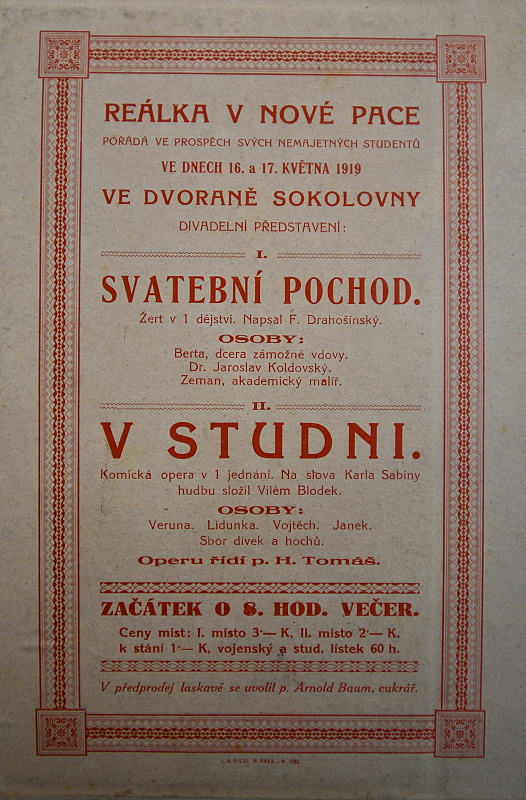 REÁLKA V NOVÉ PACE
POŘÁDÁ VE PROSPĚCH SVÝCH NEMAJETNÝCH STUDENTŮ
VE DNECH 16. a 17. KVĚTNA 1919
VE DVORANĚ SOKOLOVNY
DIVADELNÍ PŘEDSTAVENÍ:
I.
SVATEBNÍ POCHOD.
Žert v 1 dějství. Napsal F. Drahošínský.
OSOBY:
Berta, dcera zámožné vdovy.
Dr. Jaroslav Koldovský.
Zeman, akademický malíř.
II.
V STUDNI.
Komická opera v 1 jednání. Na slova Karla Sabiny
hudbu složil Vilém Blodek.
OSOBY:
Veruna. Lidunka. Vojtěch. Janek.
Sbor dívek a hochů.
Operu řídí p. H. Tomáš.
ZAČÁTEK O 8. HOD. VEČER.
Ceny míst: I. místo 3·— K, II. místo 2·— K,
k stání 1·— K, vojenský a stud. lístek 60 h.
V předprodej laskavě se uvolil p. Arnold Baum, cukrář.